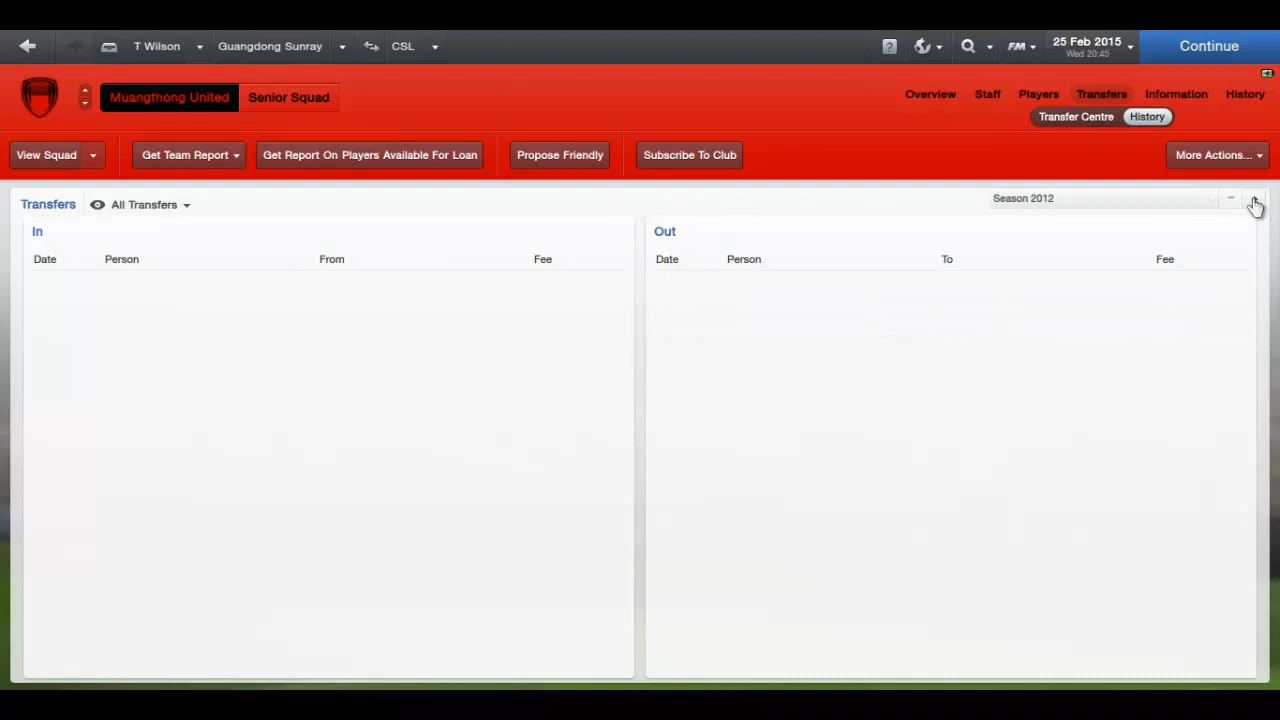 T Wilson Guangdong Sunray CSL ? FM 25 Feb 2015 Continue
Wed 20:45
Muangthong United Senior Squad Overview Staff Players Transfers Information History
Transfer Centre History
View Squad Get Team Report Get Report On Players Available For Loan Propose Friendly Subscribe To Club More Actions...
Transfers All Transfers Season 2012 –
In Out
Date Person From Fee Date Person To Fee